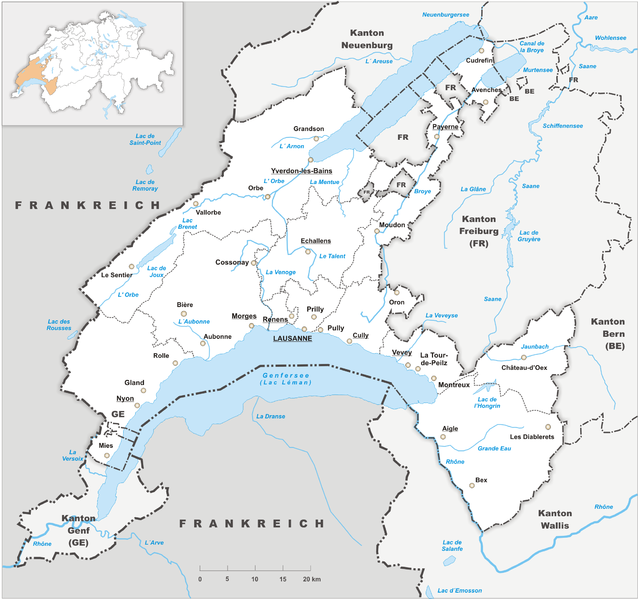 Neuenburgersee
Aare
Kanton
Neuenburg
Canal de
la Broye
Wohlensee
L´Areuse
Cudrefin
Murtensee
Saane
FR
FR
Avenches
BE
BE
Lac de
Saint-Point
Grandson
L´Arnon
FR
Payerne
Schiffenensee
Lac de
Remoray
Yverdon-les-Bains
La Mentue
L´Orbe
Orbe
FR
FR
Broye
La Glâne
Saane
FRANKREICH
Vallorbe
Lac
Brenet
Moudon
Kanton
Freiburg
(FR)
Echallens
Le Talent
Lac de
Gruyère
Cossonay
La Venoge
Le Sentier
Lac de
Joux
L´Orbe
Bière
L´Aubonne
Oron
Saane
Lac des
Rousses
Morges
Renens
Prilly
La Veveyse
Kanton
Bern
(BE)
Aubonne
LAUSANNE
Pully
Cully
Jaunbach
Rolle
Vevey
La Tour-
de-Peilz
Château-d'Oex
Genfersee
(Lac Léman)
Gland
Montreux
Nyon
Lac de
l'Hongrin
GE
La Dranse
Aigle
Les Diablerets
Mies
La
Versoix
Grande Eau
Rhône
Bex
Kanton
Genf
(GE)
FRANKREICH
Kanton
Wallis
Rhône
Rhône
L´Arve
Lac de
Salanfe
0 5 10 15 20 km
Lac d´Emosson